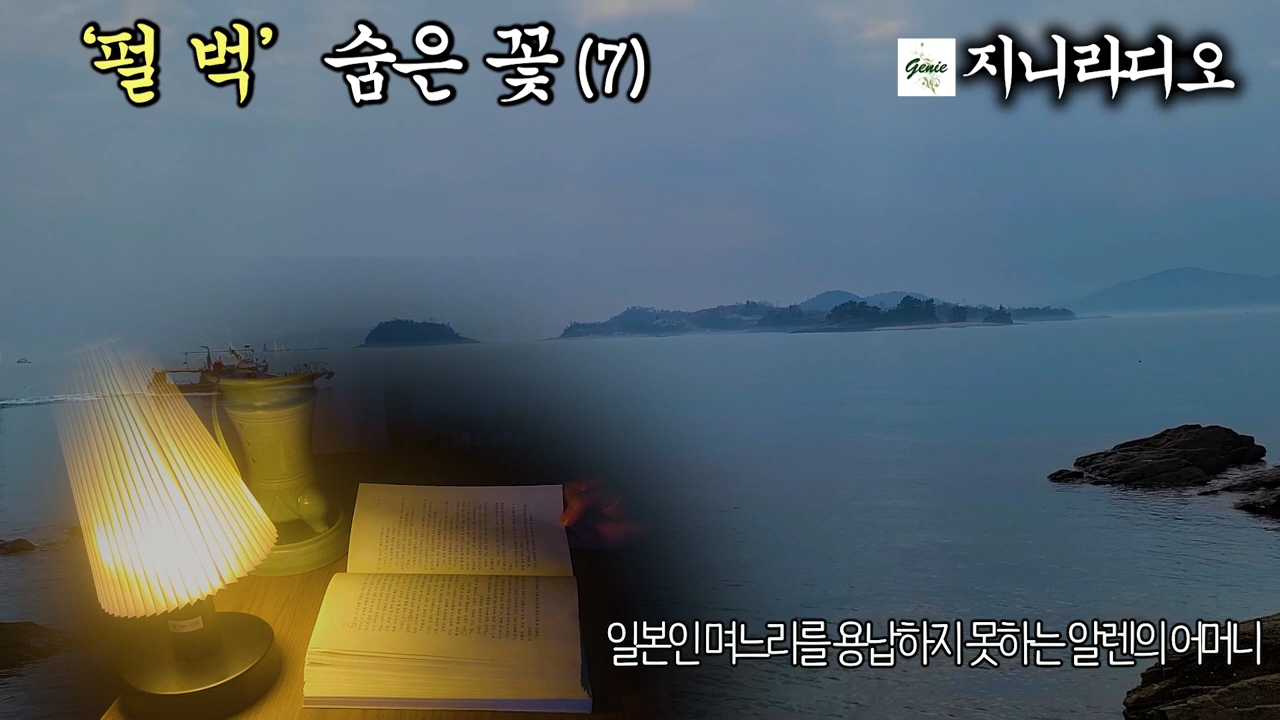 ‘펄 벅’ 숨은 꽃 (7)
Genie 지니라디오
일본인 며느리를 용납하지 못하는 알렌의 어머니